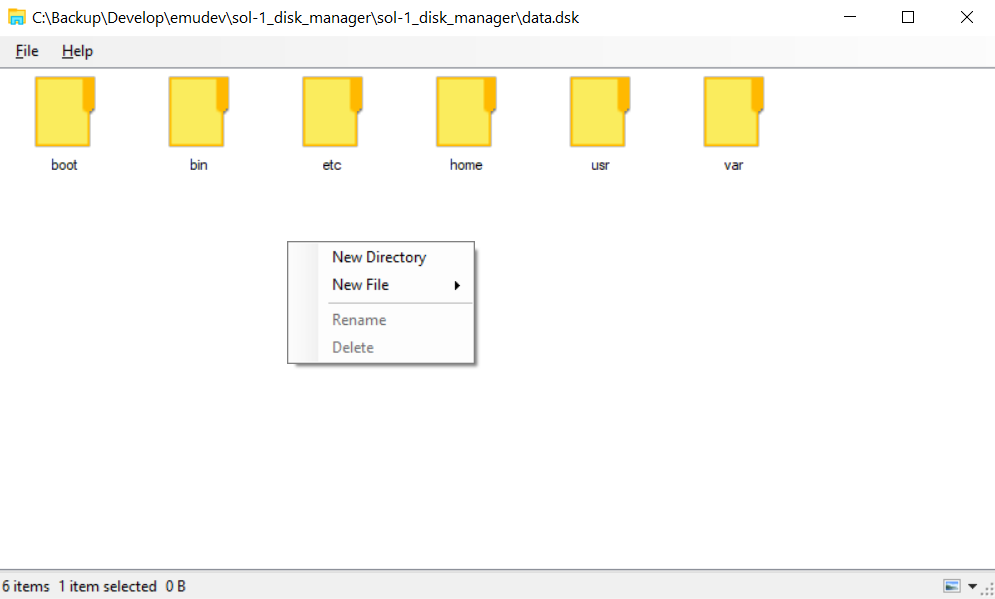 C:\Backup\Develop\emudev\sol-1_disk_manager\sol-1_disk_manager\data.dsk
File Help
boot bin etc home usr var
New Directory
New File
Rename
Delete
6 items 1 item selected 0 B